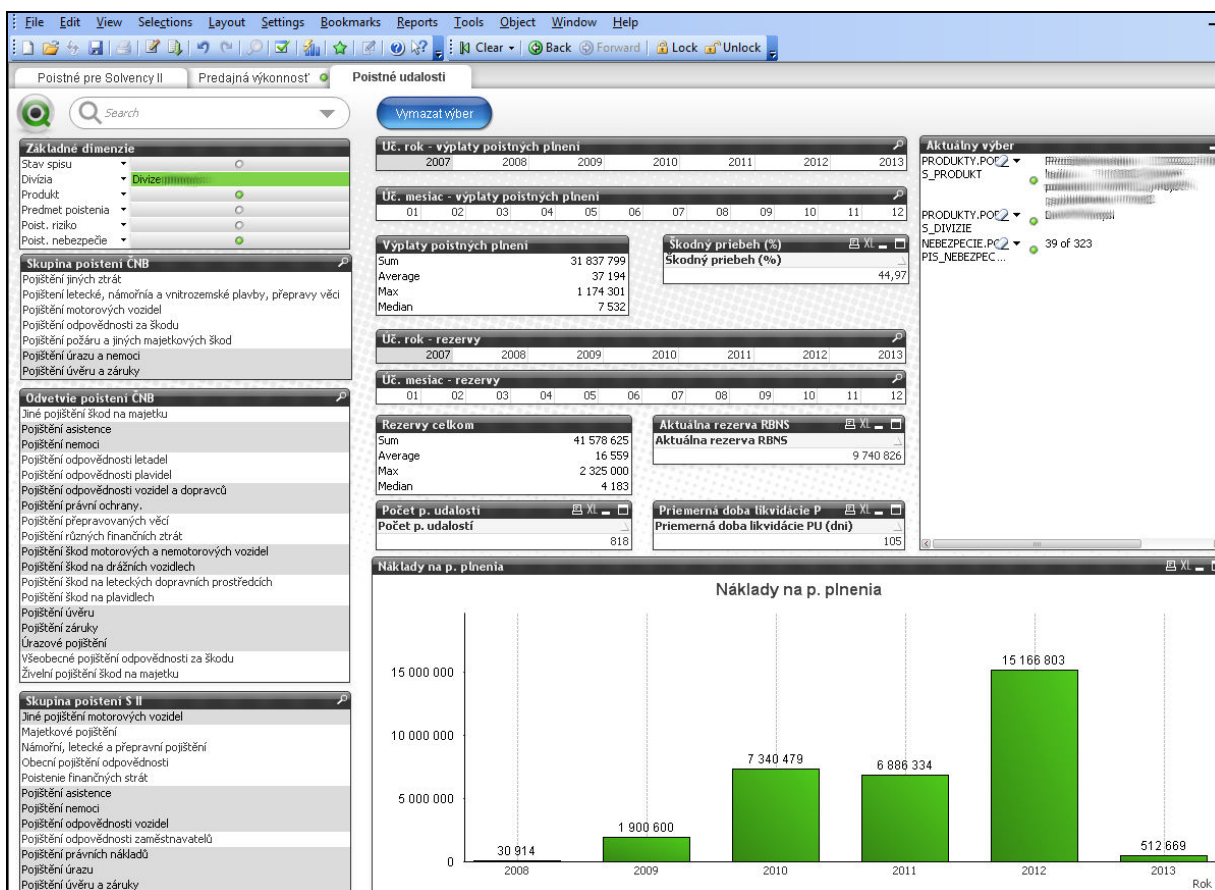 File Edit View Selections Layout Settings Bookmarks Reports Tools Object Window Help
Clear Back Forward Lock Unlock
Poistné pre Solvency II Predajná výkonnosť Poistné udalosti
Search
Vymazat výber
Základné dimenzie
Stav spisu
Divízia Divize
Produkt
Predmet poistenia
Poist. riziko
Poist. nebezpečie
Skupina poistení ČNB
Pojištění jiných ztrát
Pojištení letecké, námořnía a vnitrozemské plavby, přepravy věcí
Pojištění motorových vozidel
Pojištění odpovědnosti za škodu
Pojištění požáru a jiných majetkových škod
Pojištění úrazu a nemoci
Pojištění úvěru a záruky
Odvetvie poistení ČNB
Jiné pojištění škod na majetku
Pojištění asistence
Pojištění nemoci
Pojištění odpovědnosti letadel
Pojištění odpovědnosti plavidel
Pojištění odpovědnosti vozidel a dopravců
Pojištění právní ochrany.
Pojištění přepravovaných věcí
Pojištění různých finančních ztrát
Pojištění škod motorových a nemotorových vozidel
Pojištění škod na drážních vozidlech
Pojištění škod na leteckých dopravních prostředcích
Pojištění škod na plavidlech
Pojištění úvěru
Pojištění záruky
Úrazové pojištění
Všeobecné pojištění odpovědnosti za škodu
Živelní pojištění škod na majetku
Skupina poistení S II
Jiné pojištění motorových vozidel
Majetkové pojištění
Námořní, letecké a přepravní pojištění
Obecní pojištění odpovědnosti
Poistenie finančných strát
Pojištění asistence
Pojištění nemoci
Pojištění odpovědnosti vozidel
Pojištění odpovědnosti zaměstnavatelů
Pojištění právních nákladů
Pojištění úrazu
Pojištění úvěru a záruky
Úč. rok - výplaty poistných plnení
2007 2008 2009 2010 2011 2012 2013
Úč. mesiac - výplaty poistných plnení
01 02 03 04 05 06 07 08 09 10 11 12
Výplaty poistných plnení
Sum 31 837 799
Average 37 194
Max 1 174 301
Median 7 532
Škodný priebeh (%) XL
Škodný priebeh (%)
44,97
Úč. rok - rezervy
2007 2008 2009 2010 2011 2012 2013
Úč. mesiac - rezervy
01 02 03 04 05 06 07 08 09 10 11 12
Rezervy celkom
Sum 41 578 625
Average 16 559
Max 2 325 000
Median 4 183
Aktuálna rezerva RBNS XL
Aktuálna rezerva RBNS
9 740 826
Počet p. udalostí XL
Počet p. udalostí
818
Priemerná doba likvidácie P XL
Priemerná doba likvidácie PU (dni)
105
Aktuálny výber
PRODUKTY.POP
S_PRODUKT
PRODUKTY.POP
S_DIVIZIE
NEBEZPECIE.PO 39 of 323
PIS_NEBEZPEC...
Náklady na p. plnenia XL
Náklady na p. plnenia
15 000 000
10 000 000
5 000 000
0
30 914
1 900 600
7 340 479
6 886 334
15 166 803
512 669
2008 2009 2010 2011 2012 2013
Rok